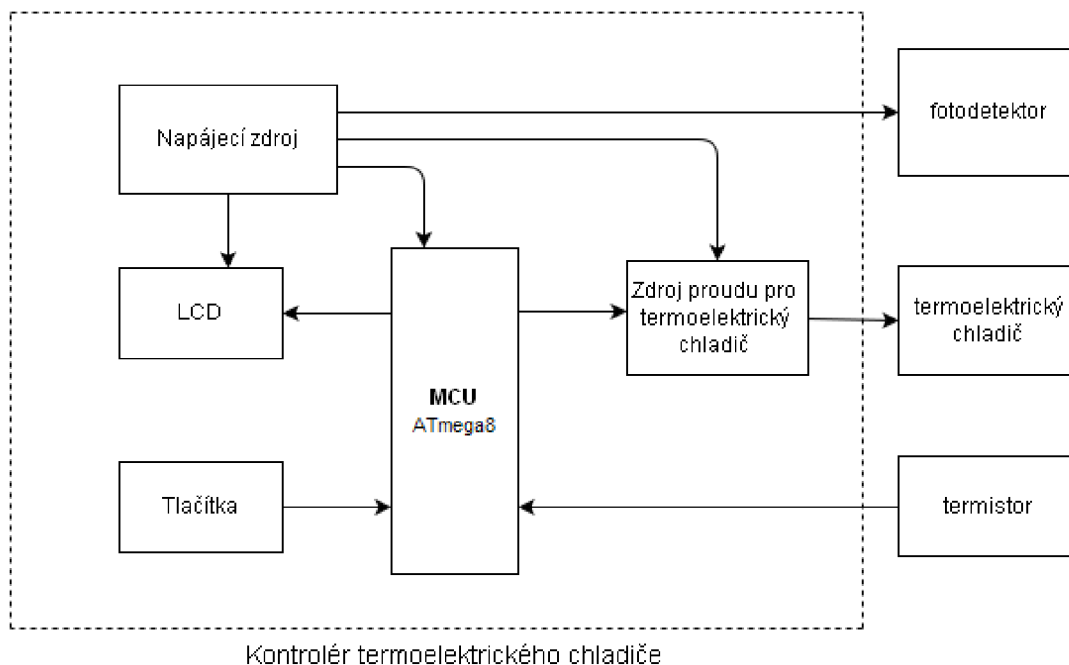 Napájecí zdroj
fotodetektor
LCD
Zdroj proudu pro
termoelektrický
chladič
termoelektrický
chladič
MCU
ATmega8
Tlačítka
termistor
Kontrolér termoelektrického chladiče